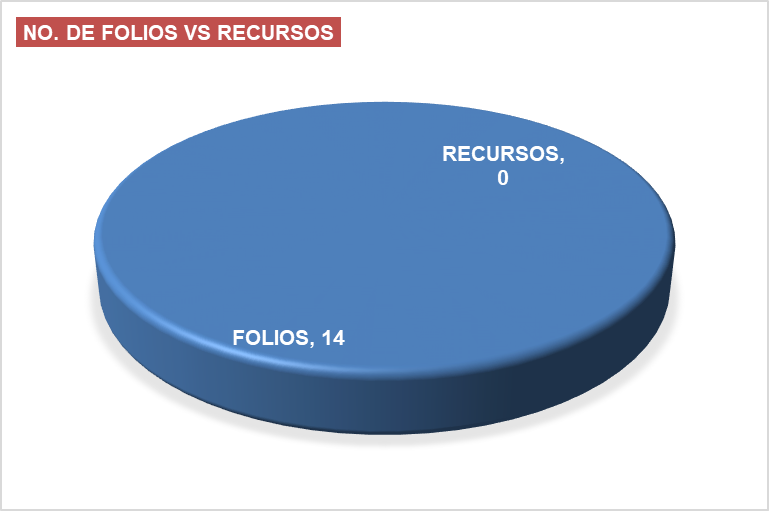 NO. DE FOLIOS VS RECURSOS
RECURSOS,
0
FOLIOS, 14